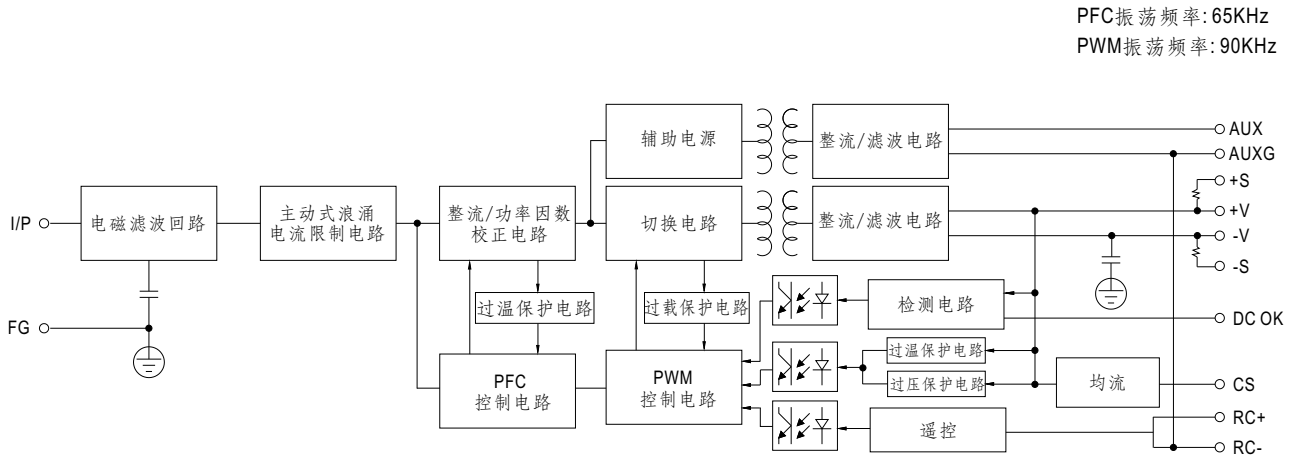 PFC振荡频率: 65KHz
PWM振荡频率: 90KHz
辅助电源
整流/滤波电路
AUX
AUXG
+S
I/P
电磁滤波回路
主动式浪涌
电流限制电路
整流/功率因数
校正电路
切换电路
整流/滤波电路
+V
-V
-S
过温保护电路
过载保护电路
检测电路
DC OK
FG
PFC
控制电路
PWM
控制电路
过温保护电路
过压保护电路
均流
CS
遥控
RC+
RC-